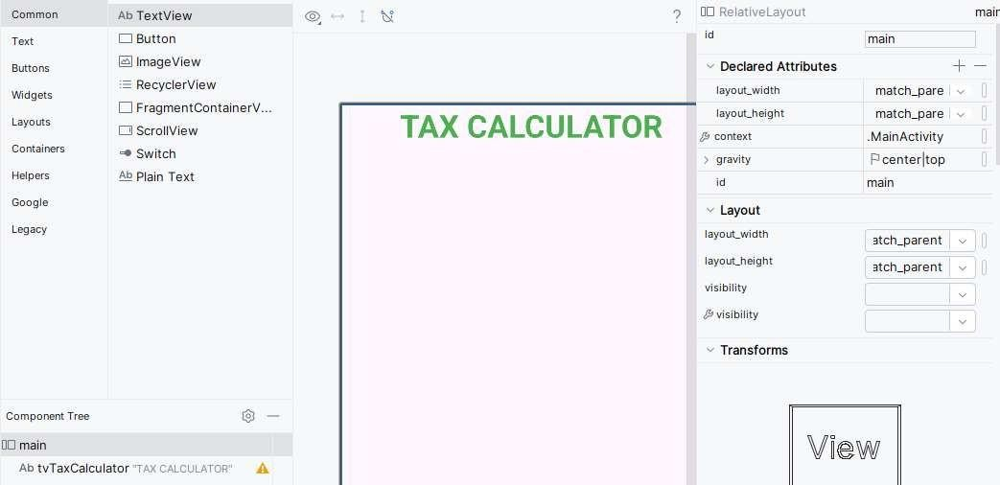 Common
Text
Buttons
Widgets
Layouts
Containers
Helpers
Google
Legacy
Ab TextView
Button
ImageView
RecyclerView
FragmentContainerV...
ScrollView
Switch
Ab Plain Text
Component Tree
main
Ab tvTaxCalculator "TAX CALCULATOR"
?
TAX CALCULATOR
RelativeLayout main
id main
Declared Attributes
layout_width match_pare
layout_height match_pare
context .MainActivity
gravity center|top
id main
Layout
layout_width atch_parent
layout_height atch_parent
visibility
visibility
Transforms
View